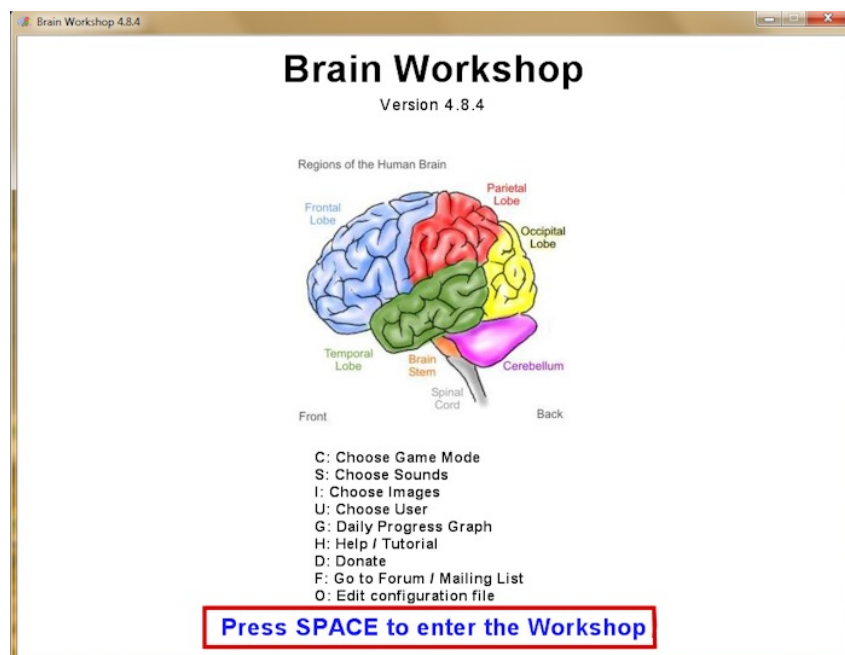 Brain Workshop 4.8.4
Brain Workshop
Version 4.8.4
Regions of the Human Brain
Parietal
Lobe
Frontal
Lobe
Occipital
Lobe
Temporal
Lobe
Brain
Stem
Cerebellum
Spinal
Cord
Front
Back
C: Choose Game Mode
S: Choose Sounds
I: Choose Images
U: Choose User
G: Daily Progress Graph
H: Help / Tutorial
D: Donate
F: Go to Forum / Mailing List
O: Edit configuration file
Press SPACE to enter the Workshop